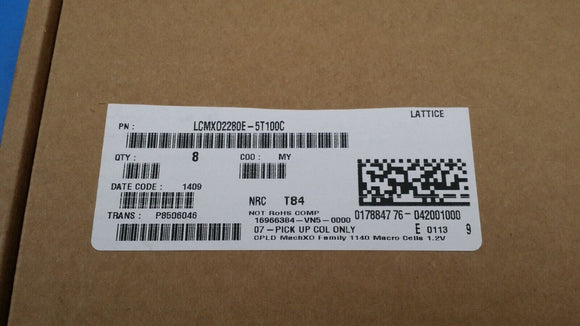 LATTICE
PN : LCMXO2280E-5T100C
QTY : 8 COO : MY
DATE CODE : 1409
NRC T84
NOT RoHS COMP
TRANS : P8506046 16966384-VN5-0000 0178847 76-042001000
07-PICK UP COL ONLY E 0113 9
CPLD MachXO Family 1140 Macro Cells 1.2V